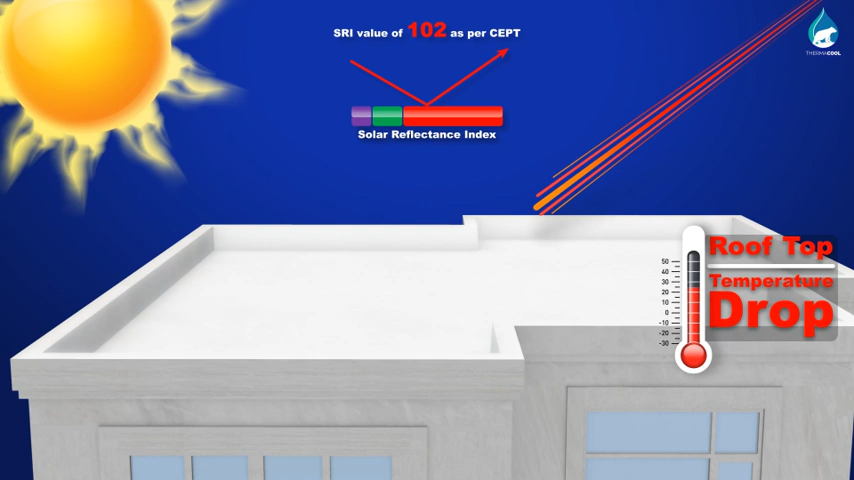 SRI value of 102 as per CEPT
THERMACOOL
Solar Reflectance Index
Roof Top
Temperature
Drop
50
40
30
20
10
0
-10
-20
-30